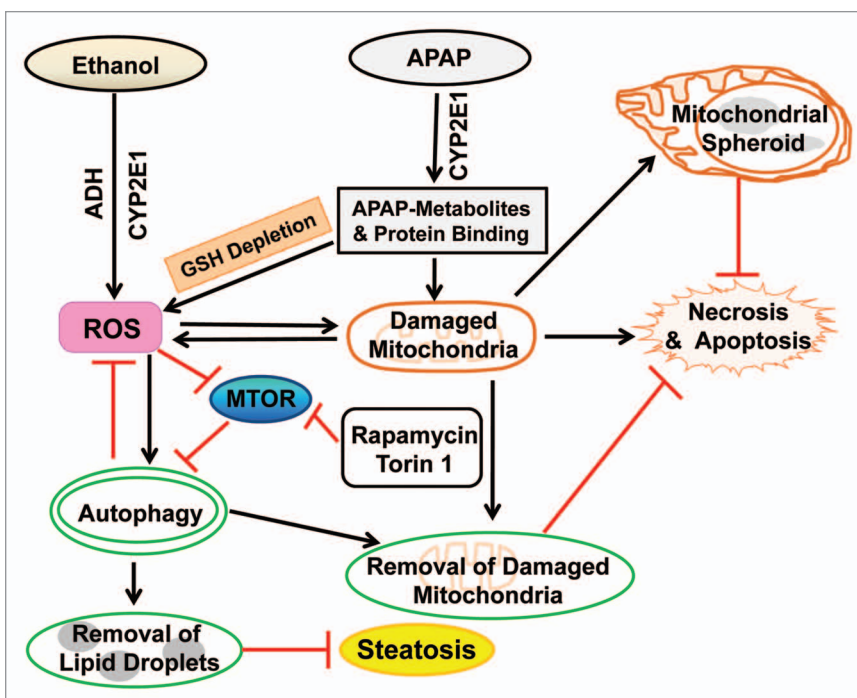 Ethanol
APAP
Mitochondrial
Spheroid
ADH
CYP2E1
CYP2E1
APAP-Metabolites
& Protein Binding
GSH Depletion
ROS
Damaged
Mitochondria
Necrosis
& Apoptosis
MTOR
Rapamycin
Torin 1
Autophagy
Removal of Damaged
Mitochondria
Removal of
Lipid Droplets
Steatosis